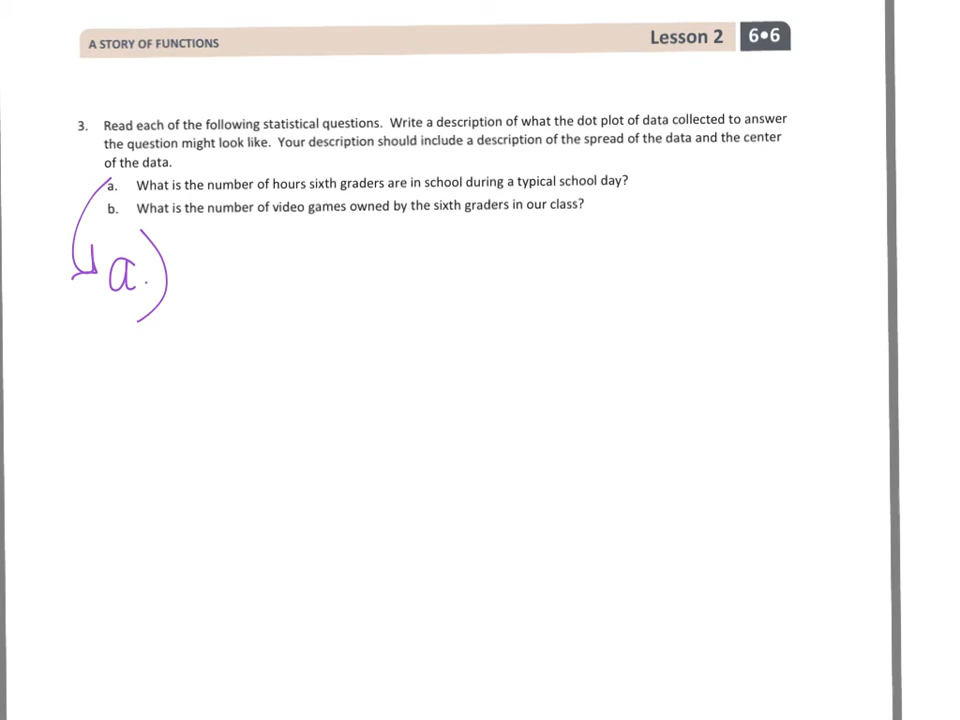 A STORY OF FUNCTIONS
Lesson 2
6•6
3. Read each of the following statistical questions. Write a description of what the dot plot of data collected to answer
the question might look like. Your description should include a description of the spread of the data and the center
of the data.
a. What is the number of hours sixth graders are in school during a typical school day?
b. What is the number of video games owned by the sixth graders in our class?
a.)